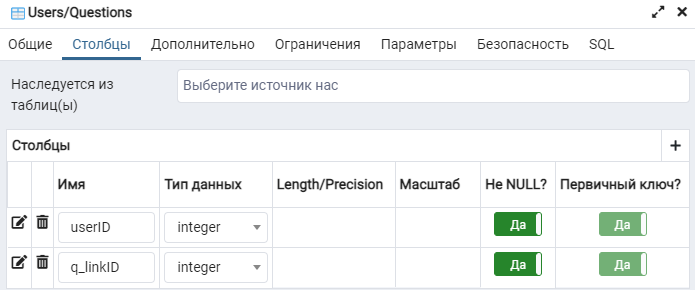 Users/Questions
Общие Столбцы Дополнительно Ограничения Параметры Безопасность SQL
Наследуется из таблиц(ы)
Выберите источник нас
Столбцы
Имя Тип данных Length/Precision Масштаб Не NULL? Первичный ключ?
userID integer Да Да
q_linkID integer Да Да